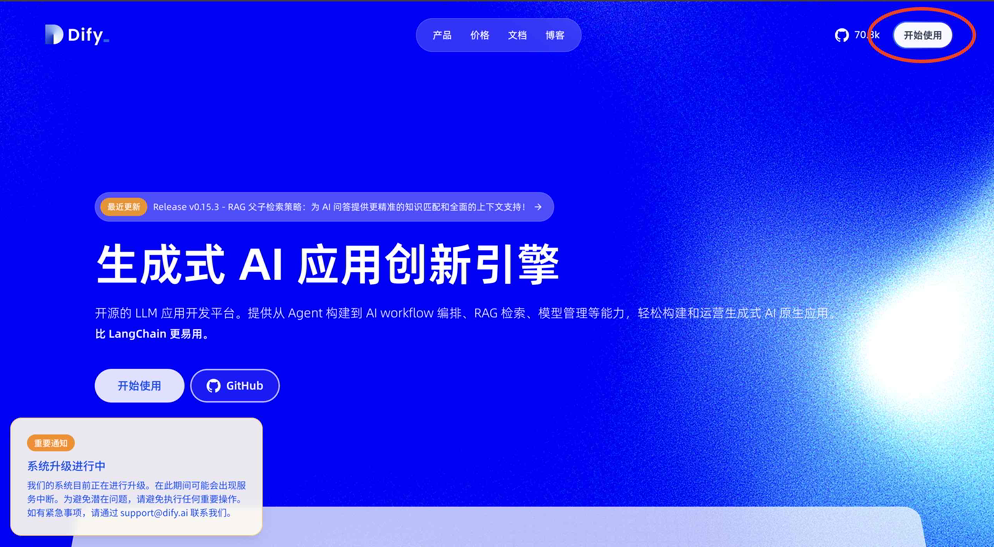 Dify_
产品 价格 文档 博客
70.8k
开始使用
最近更新 Release v0.15.3 - RAG 父子检索策略：为 AI 问答提供更精准的知识匹配和全面的上下文支持！ →
生成式 AI 应用创新引擎
开源的 LLM 应用开发平台。提供从 Agent 构建到 AI workflow 编排、RAG 检索、模型管理等能力，轻松构建和运营生成式 AI 原生应用。
比 LangChain 更易用。
开始使用 GitHub
重要通知
系统升级进行中
我们的系统目前正在进行升级。在此期间可能会出现服
务中断。为避免潜在问题，请避免执行任何重要操作。
如有紧急事项，请通过 support@dify.ai 联系我们。